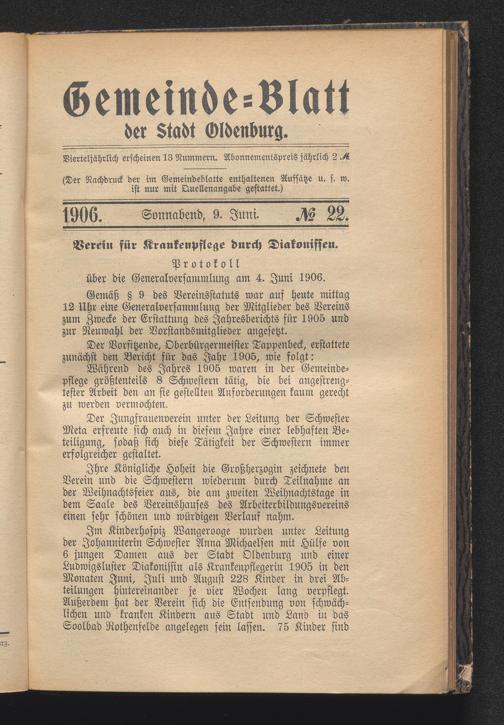 Gemeinde=Blatt
der Stadt Oldenburg.
Vierteljährlich erscheinen 13 Nummern. Abonnementspreis jährlich 2 ℳ
(Der Nachdruck der im Gemeindeblatte enthaltenen Aufsätze u. s. w.
ist nur mit Quellenangabe gestattet.)
1906. Sonnabend, 9. Juni. № 22.
Verein für Krankenpflege durch Diakonissen.
Protokoll
über die Generalversammlung am 4. Juni 1906.
Gemäß § 9 des Vereinsstatuts war auf heute mittag
12 Uhr eine Generalversammlung der Mitglieder des Vereins
zum Zwecke der Erstattung des Jahresberichts für 1905 und
zur Neuwahl der Vorstandsmitglieder angesetzt.
Der Vorsitzende, Oberbürgermeister Tappenbeck, erstattete
zunächst den Bericht für das Jahr 1905, wie folgt:
Während des Jahres 1905 waren in der Gemeinde-
pflege größtenteils 8 Schwestern tätig, die bei angestreng-
tester Arbeit den an sie gestellten Anforderungen kaum gerecht
zu werden vermochten.
Der Jungfrauenverein unter der Leitung der Schwester
Meta erfreute sich auch in diesem Jahre einer lebhaften Be-
teiligung, sodaß sich diese Tätigkeit der Schwestern immer
erfolgreicher gestaltet.
Ihre Königliche Hoheit die Großherzogin zeichnete den
Verein und die Schwestern wiederum durch Teilnahme an
der Weihnachtsfeier aus, die am zweiten Weihnachtstage in
dem Saale des Vereinshauses des Arbeiterbildungsvereins
einen sehr schönen und würdigen Verlauf nahm.
Im Kinderhospiz Wangerooge wurden unter Leitung
der Johanniterin Schwester Anna Michaelsen mit Hülfe von
6 jungen Damen aus der Stadt Oldenburg und einer
Ludwigsluster Diakonissin als Krankenpflegerin 1905 in den
Monaten Juni, Juli und August 228 Kinder in drei Ab-
teilungen hintereinander je vier Wochen lang verpflegt.
Außerdem hat der Verein sich die Entsendung von schwäch-
lichen und kranken Kindern aus Stadt und Land in das
Soolbad Rothenfelde angelegen sein lassen. 75 Kinder sind